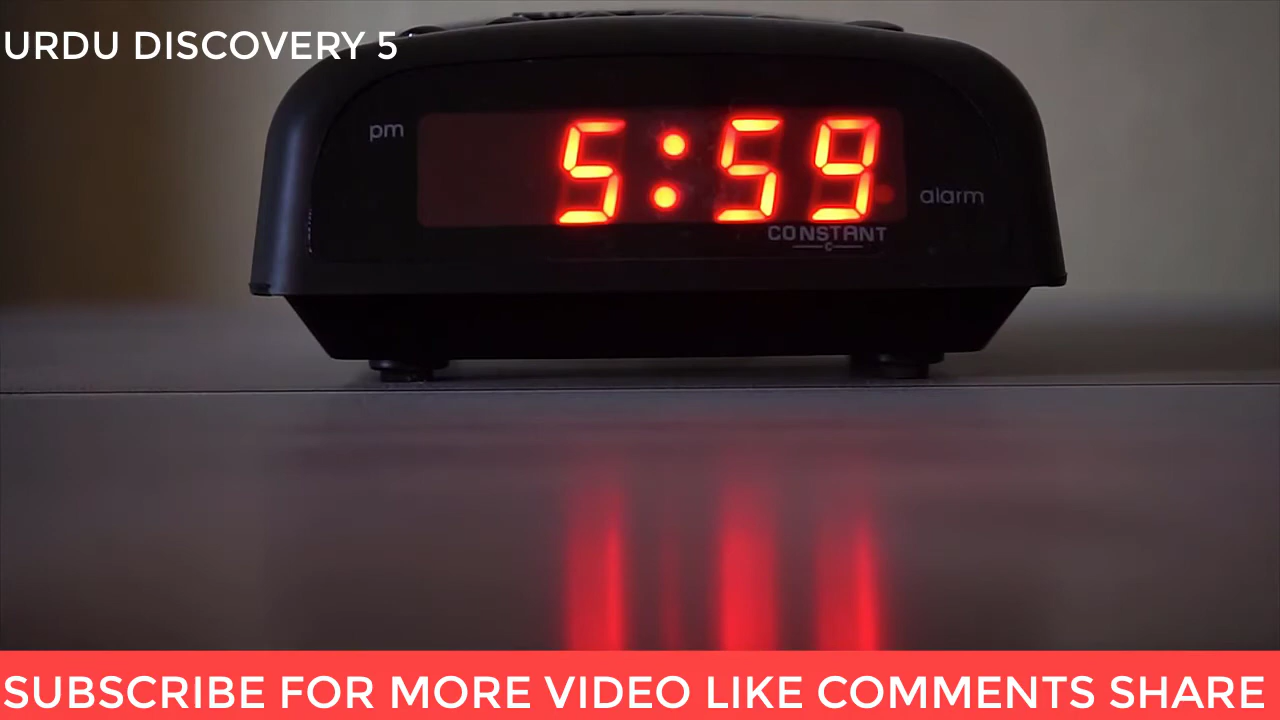 URDU DISCOVERY 5
pm
5:59
alarm
CONSTANT
C
SUBSCRIBE FOR MORE VIDEO LIKE COMMENTS SHARE